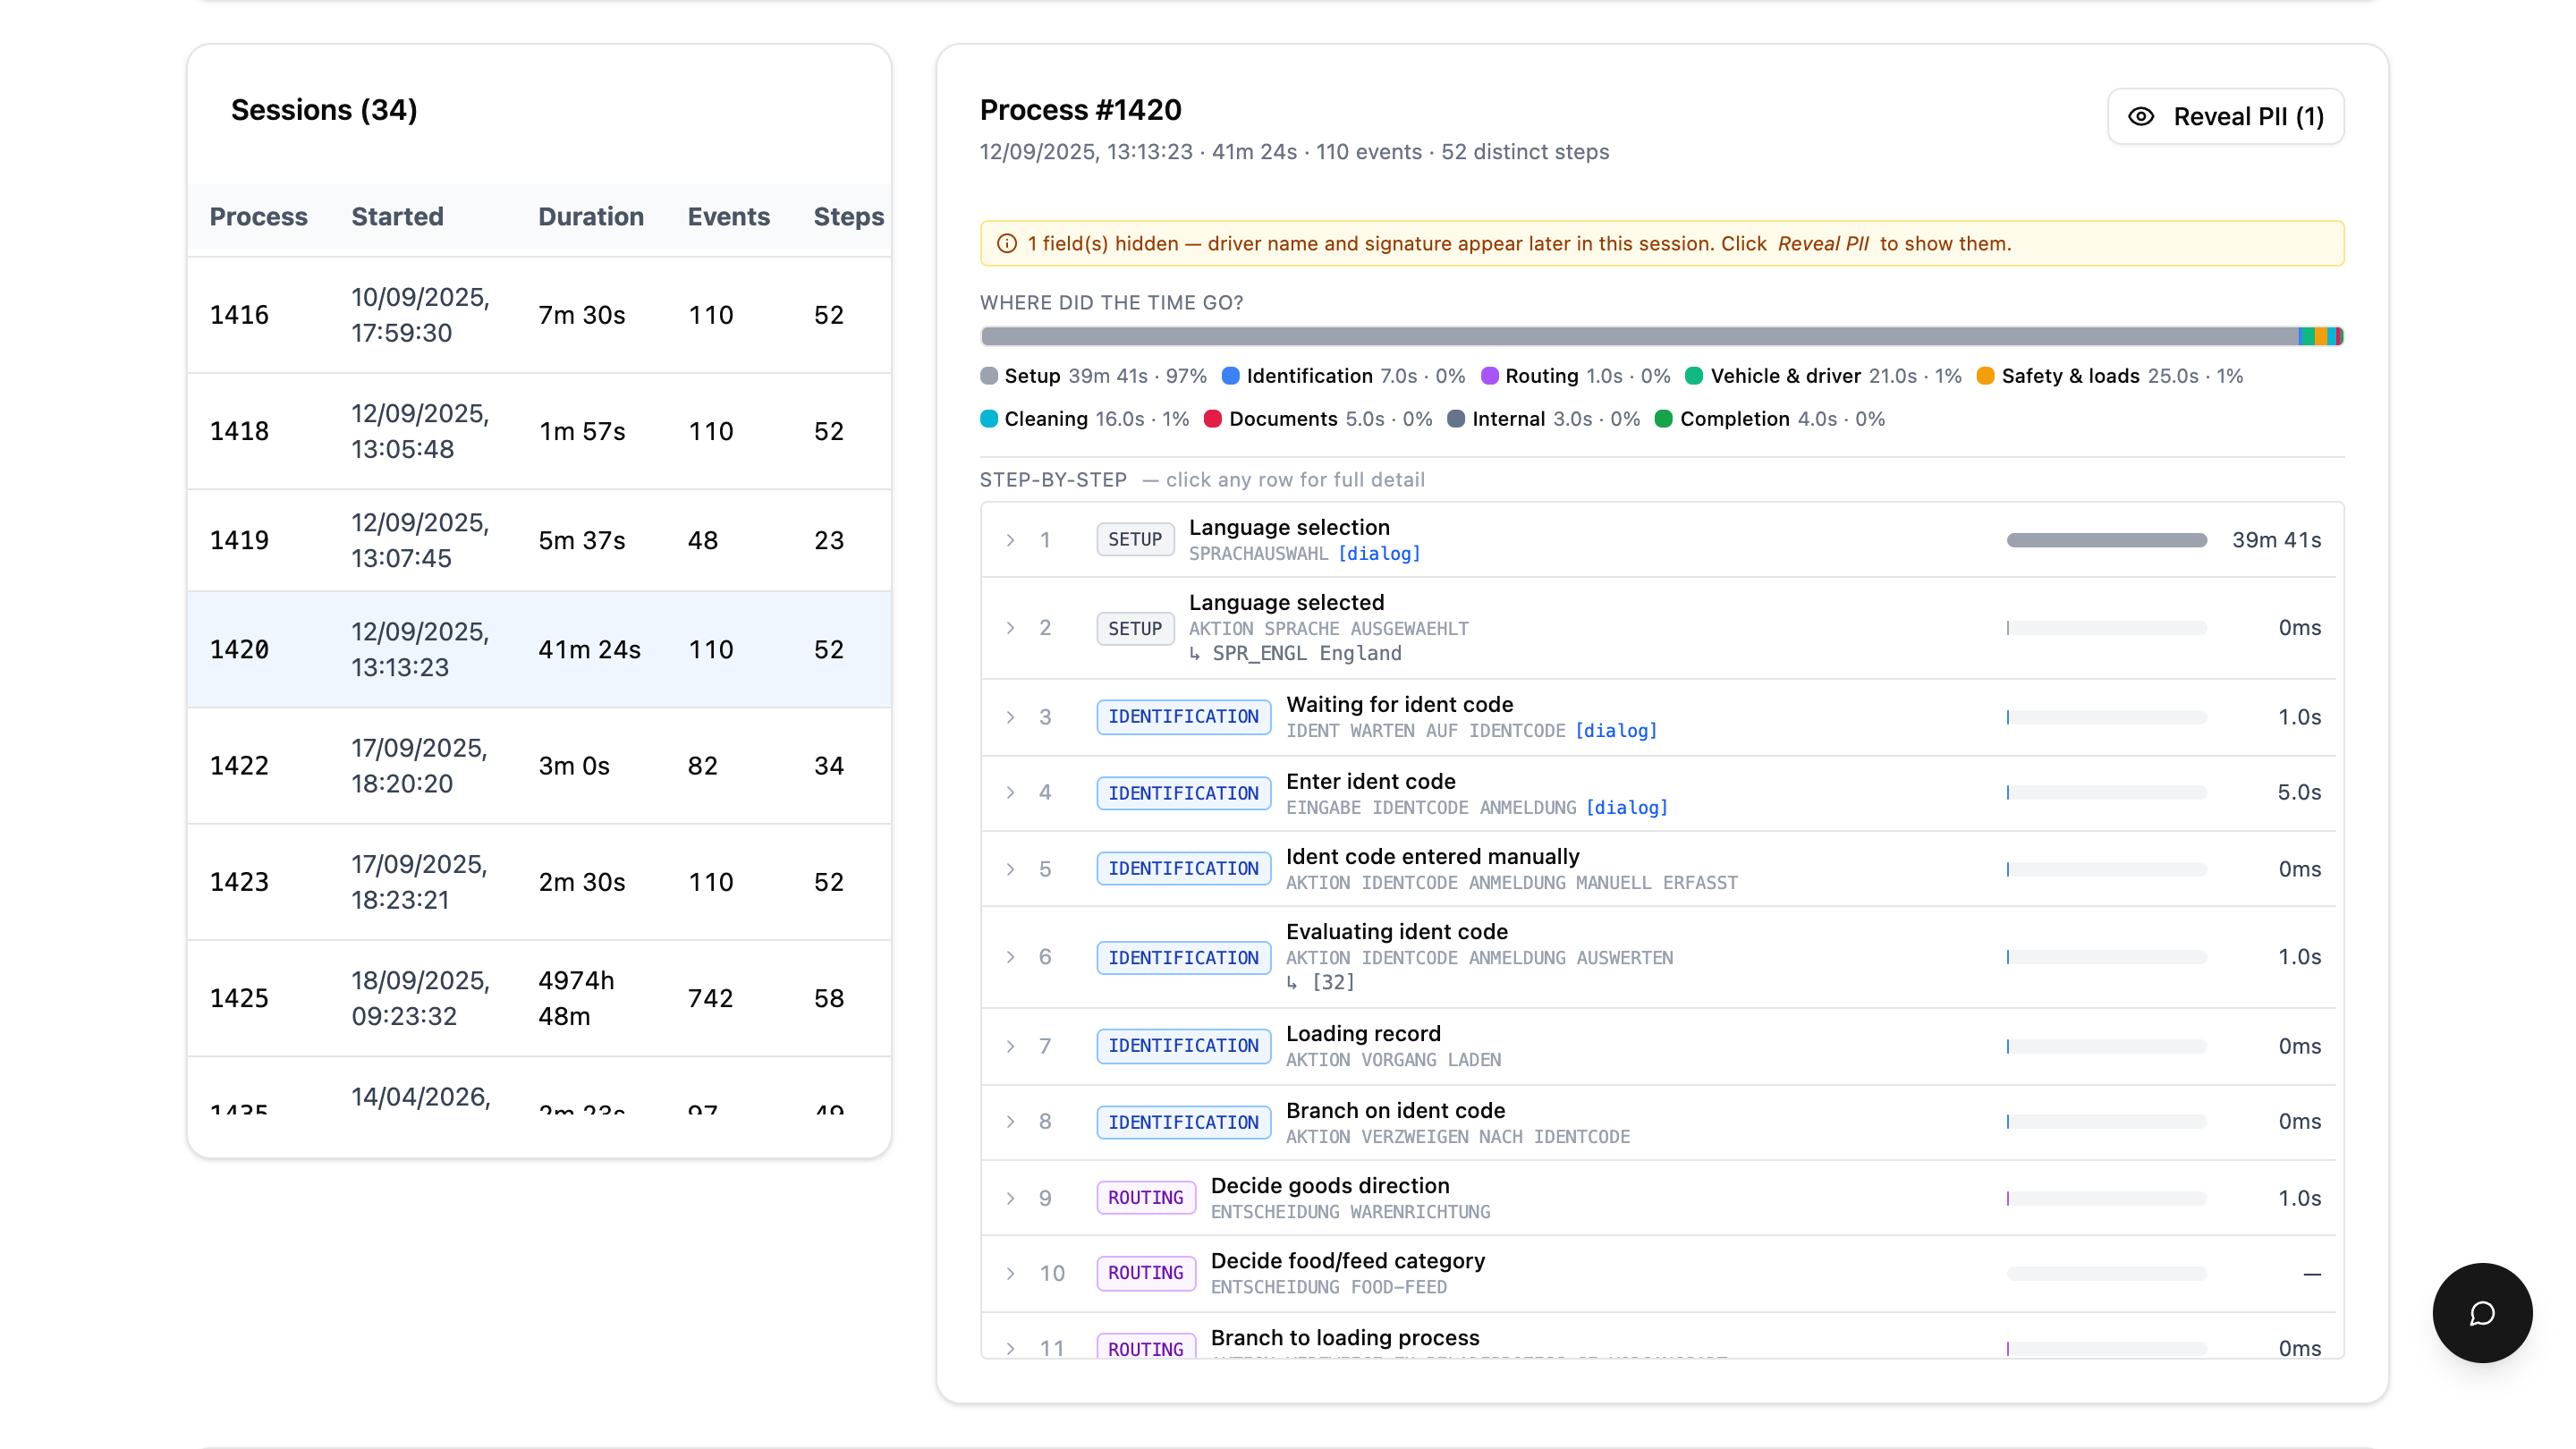 Sessions (34)
Process Started Duration Events Steps
1416 10/09/2025, 17:59:30 7m 30s 110 52
1418 12/09/2025, 13:05:48 1m 57s 110 52
1419 12/09/2025, 13:07:45 5m 37s 48 23
1420 12/09/2025, 13:13:23 41m 24s 110 52
1422 17/09/2025, 18:20:20 3m 0s 82 34
1423 17/09/2025, 18:23:21 2m 30s 110 52
1425 18/09/2025, 09:23:32 4974h 48m 742 58
1435 14/04/2026, 2m 23s 97 49
Process #1420
12/09/2025, 13:13:23 · 41m 24s · 110 events · 52 distinct steps
Reveal PII (1)
1 field(s) hidden — driver name and signature appear later in this session. Click Reveal PII to show them.
WHERE DID THE TIME GO?
Setup 39m 41s · 97% Identification 7.0s · 0% Routing 1.0s · 0% Vehicle & driver 21.0s · 1% Safety & loads 25.0s · 1%
Cleaning 16.0s · 1% Documents 5.0s · 0% Internal 3.0s · 0% Completion 4.0s · 0%
STEP-BY-STEP — click any row for full detail
1 SETUP Language selection 39m 41s
SPRACHAUSWAHL [dialog]
2 SETUP Language selected 0ms
AKTION SPRACHE AUSGEWAEHLT
↳ SPR_ENGL England
3 IDENTIFICATION Waiting for ident code 1.0s
IDENT WARTEN AUF IDENTCODE [dialog]
4 IDENTIFICATION Enter ident code 5.0s
EINGABE IDENTCODE ANMELDUNG [dialog]
5 IDENTIFICATION Ident code entered manually 0ms
AKTION IDENTCODE ANMELDUNG MANUELL ERFASST
6 IDENTIFICATION Evaluating ident code 1.0s
AKTION IDENTCODE ANMELDUNG AUSWERTEN
↳ [32]
7 IDENTIFICATION Loading record 0ms
AKTION VORGANG LADEN
8 IDENTIFICATION Branch on ident code 0ms
AKTION VERZWEIGEN NACH IDENTCODE
9 ROUTING Decide goods direction 1.0s
ENTSCHEIDUNG WARENRICHTUNG
10 ROUTING Decide food/feed category —
ENTSCHEIDUNG FOOD-FEED
11 ROUTING Branch to loading process 0ms